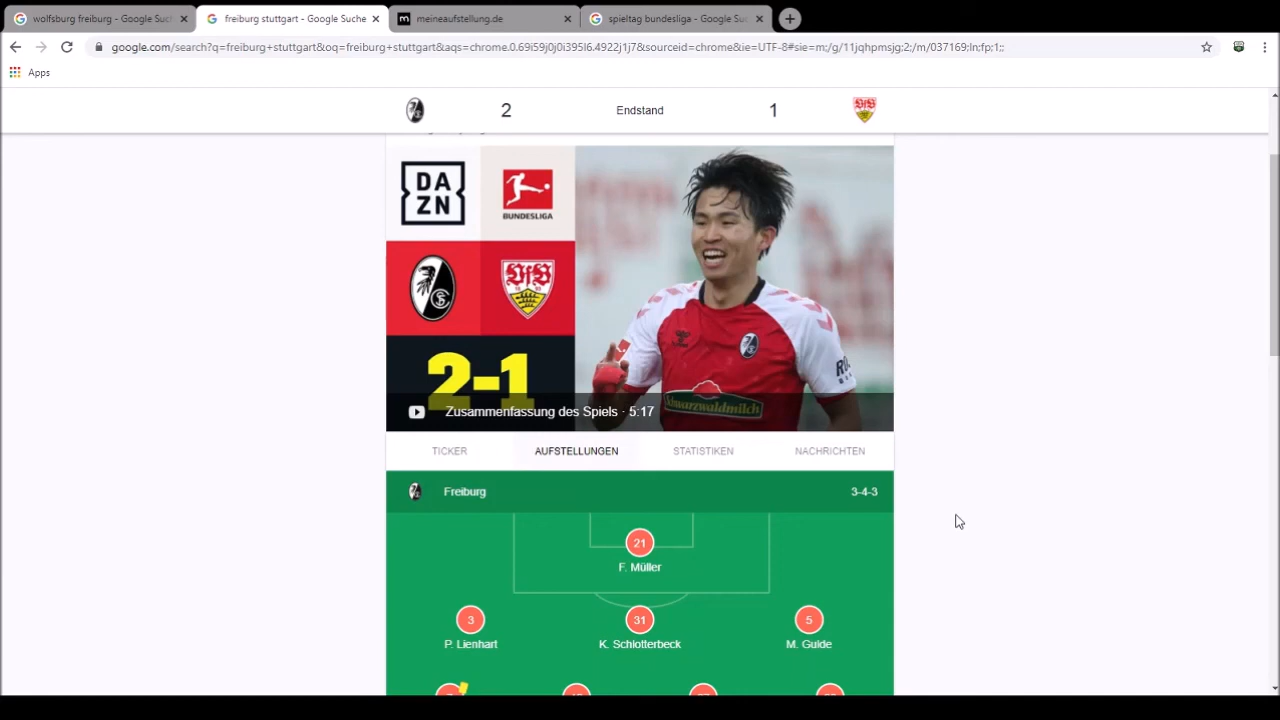 wolfsburg freiburg - Google Such
freiburg stuttgart - Google Suche
meineaufstellung.de
spieltag bundesliga - Google Su
google.com/search?q=freiburg+stuttgart&oq=freiburg+stuttgart&aqs=chrome.0.69i59j0j0i395l6.4922j1j7&sourceid=chrome&ie=UTF-8#sie=m;/g/11jqhpmsjg;2;/m/037169;ln;fp;1;;
Apps
2 Endstand 1
DA
ZN
BUNDESLIGA
VfB
2-1
Schwarzwaldmilch
Zusammenfassung des Spiels · 5:17
TICKER AUFSTELLUNGEN STATISTIKEN NACHRICHTEN
Freiburg 3-4-3
21
F. Müller
3 31 5
P. Lienhart K. Schlotterbeck M. Gulde